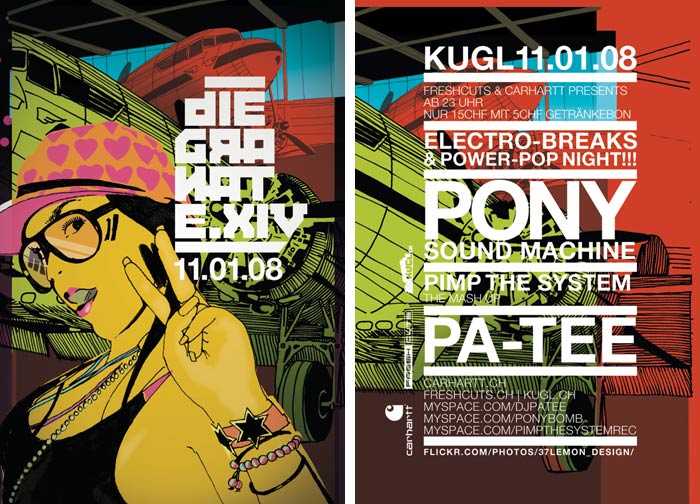 dIE
GRA
NAT
E.XIV
11.01.08
KUGL 11.01.08
FRESHCUTS & CARHARTT PRESENTS
AB 23 UHR
NUR 15CHF MIT 5CHF GETRÄNKEBON
ELECTRO-BREAKS
& POWER-POP NIGHT!!!
PONY
SOUND MACHINE
PIMP THE SYSTEM
THE MASH UP
PA-TEE
CARHARTT.CH
FRESHCUTS.CH | KUGL.CH
MYSPACE.COM/DJPATEE
MYSPACE.COM/PONYBOMB
MYSPACE.COM/PIMPTHESYSTEMREC
FLICKR.COM/PHOTOS/37LEMON_DESIGN/
carhartt